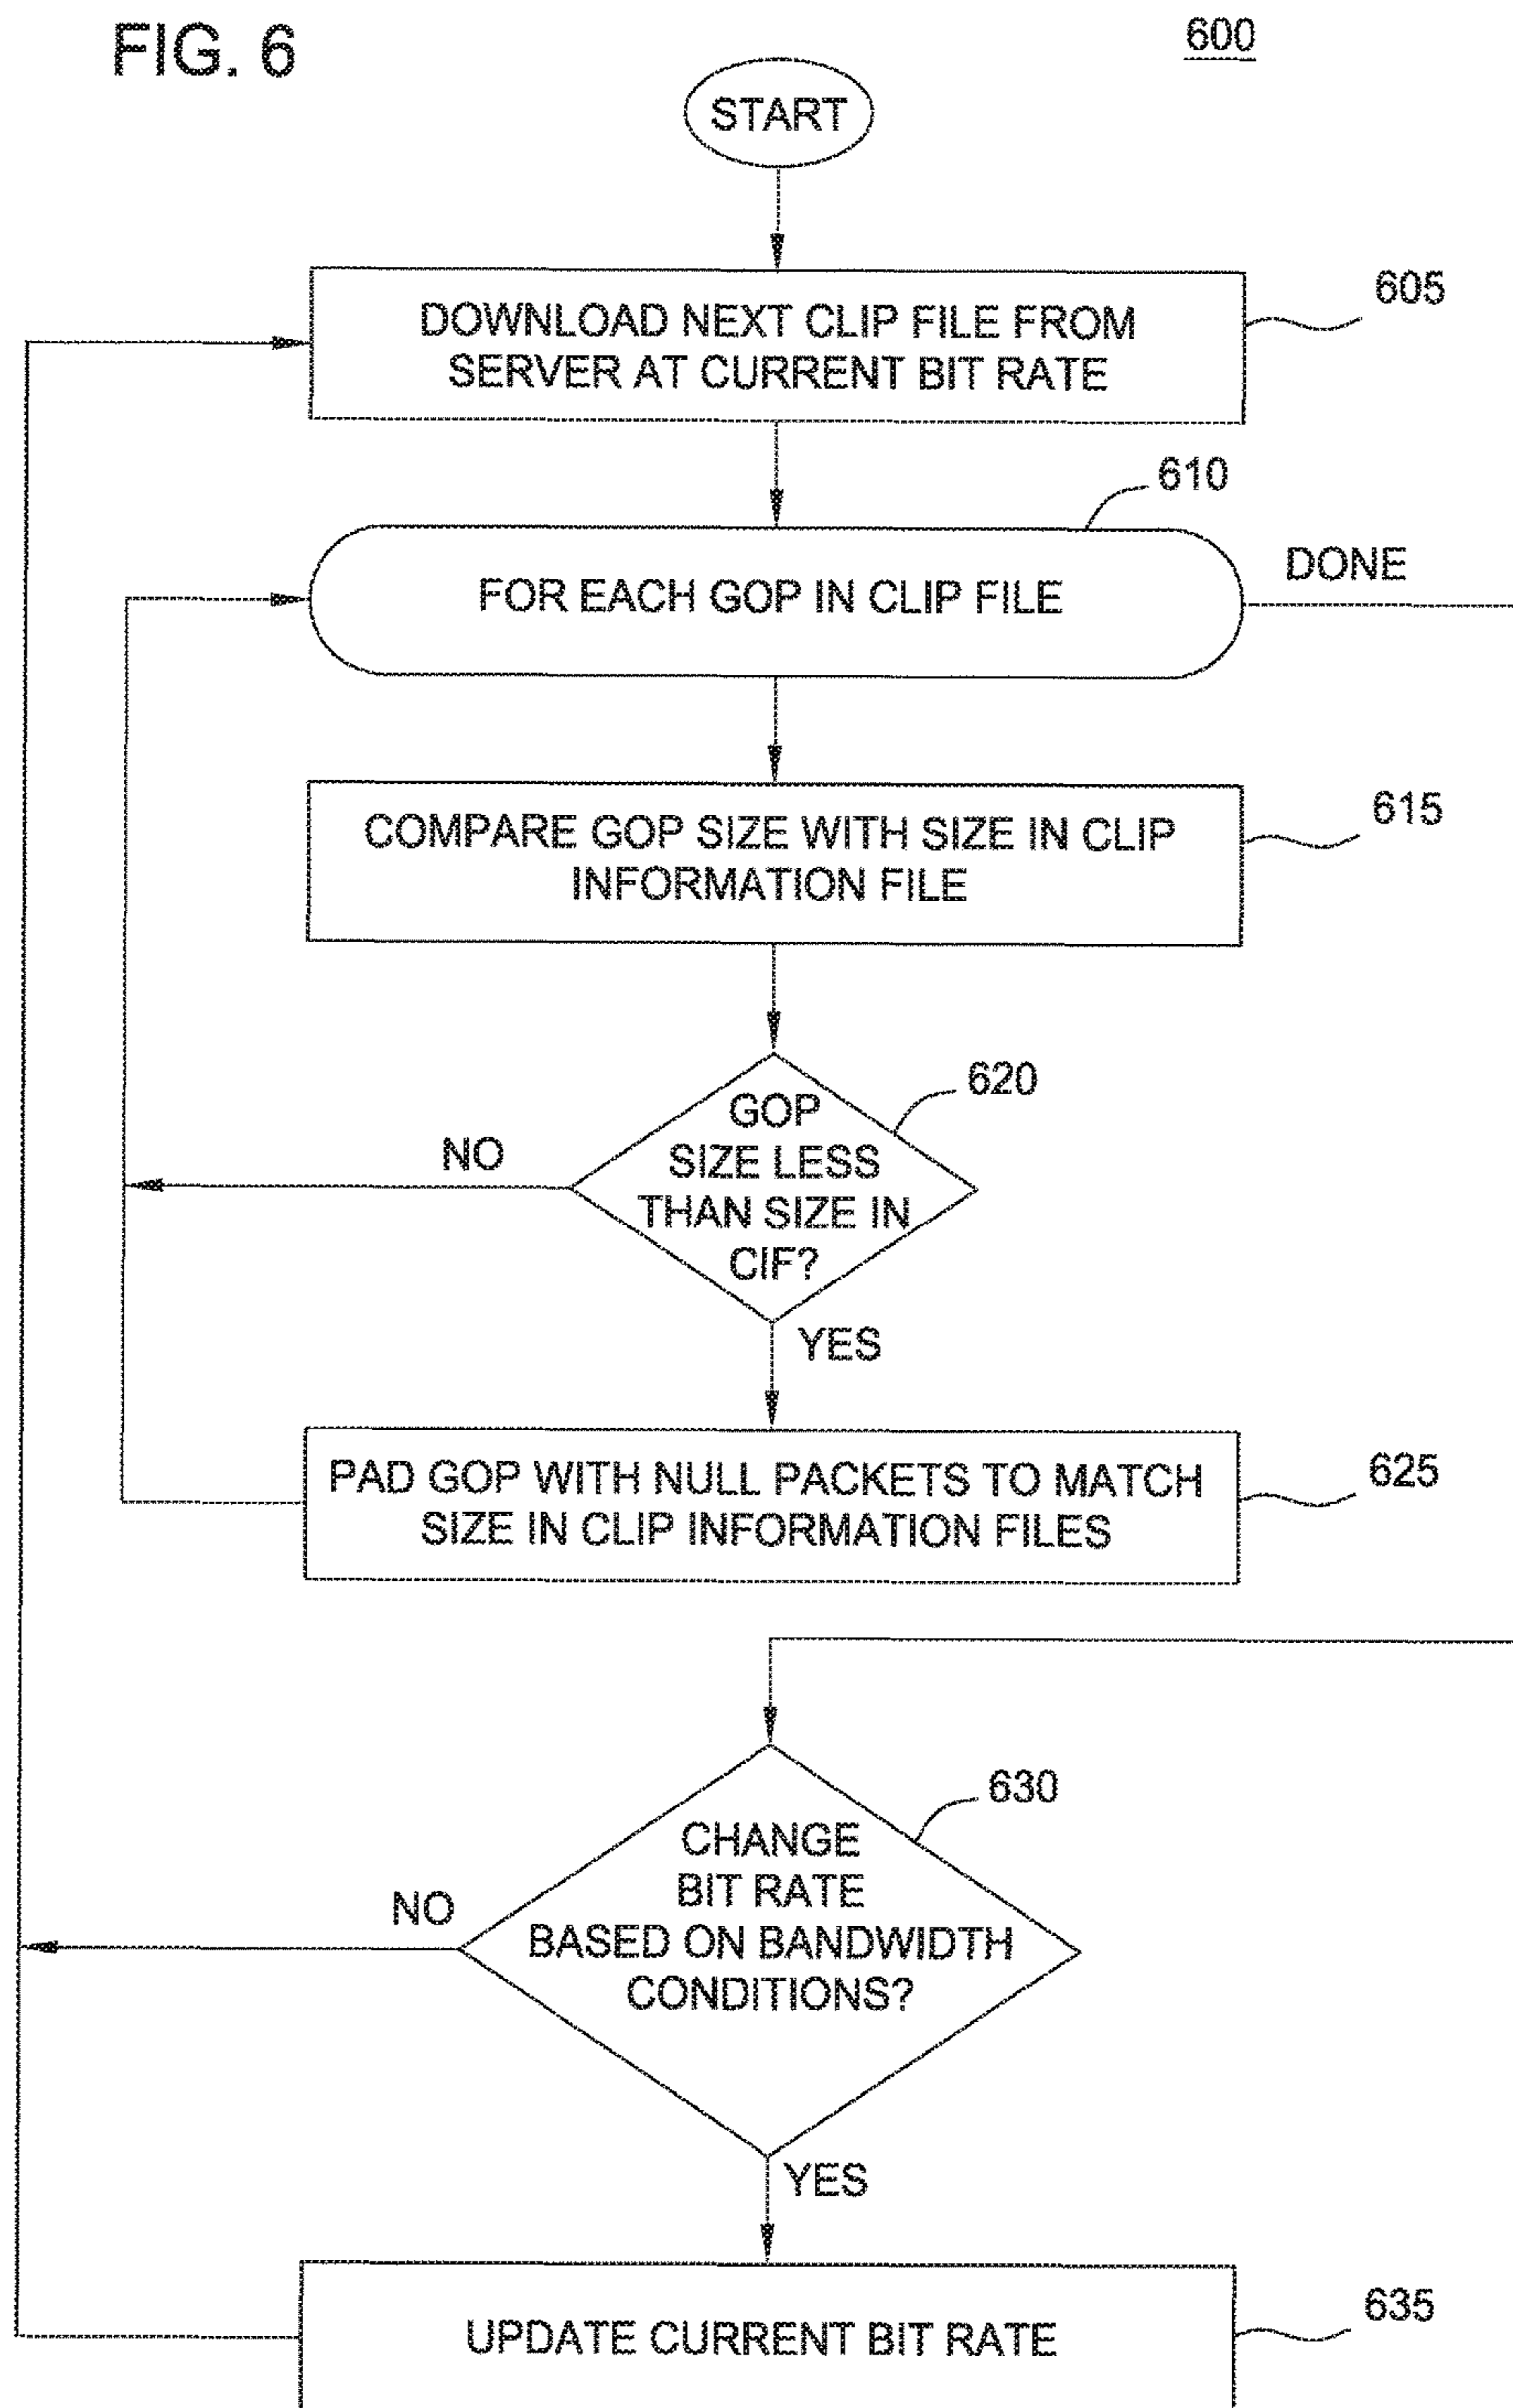 FIG. 6
600
START
DOWNLOAD NEXT CLIP FILE FROM
SERVER AT CURRENT BIT RATE
605
610
FOR EACH GOP IN CLIP FILE
DONE
COMPARE GOP SIZE WITH SIZE IN CLIP
INFORMATION FILE
615
GOP
SIZE LESS
THAN SIZE IN
CIF?
620
NO
YES
PAD GOP WITH NULL PACKETS TO MATCH
SIZE IN CLIP INFORMATION FILES
625
CHANGE
BIT RATE
BASED ON BANDWIDTH
CONDITIONS?
630
NO
YES
UPDATE CURRENT BIT RATE
635